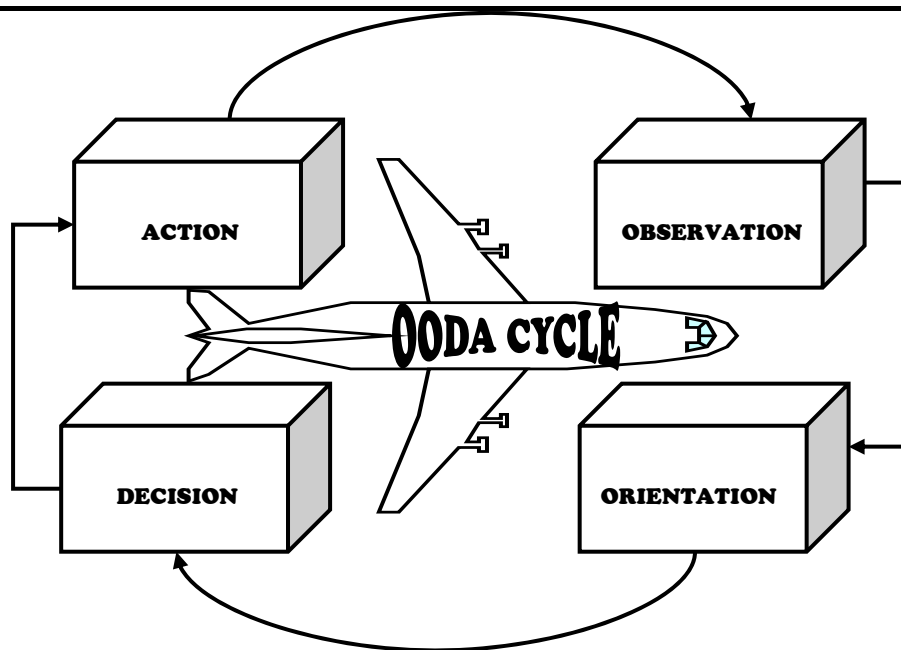 ACTION
OBSERVATION
OODA CYCLE
DECISION
ORIENTATION